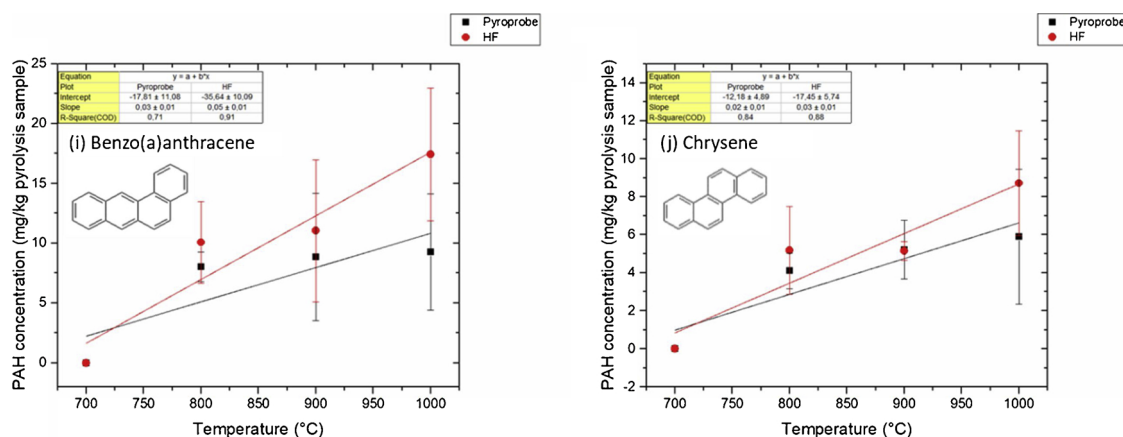 Pyroprobe
HF
25
20
15
10
5
0
700
750
800
850
900
950
1000
PAH concentration (mg/kg pyrolysis sample)
Temperature (°C)
Equation y = a + b*x
Plot Pyroprobe HF
Intercept -17,81 ± 11,08 -35,64 ± 10,09
Slope 0,03 ± 0,01 0,05 ± 0,01
R-Square(COD) 0,71 0,91
(i) Benzo(a)anthracene
Pyroprobe
HF
14
12
10
8
6
4
2
0
-2
700
750
800
850
900
950
1000
PAH concentration (mg/kg pyrolysis sample)
Temperature (°C)
Equation y = a + b*x
Plot Pyroprobe HF
Intercept -12,18 ± 4,89 -17,45 ± 5,74
Slope 0,02 ± 0,01 0,03 ± 0,01
R-Square(COD) 0,84 0,88
(j) Chrysene